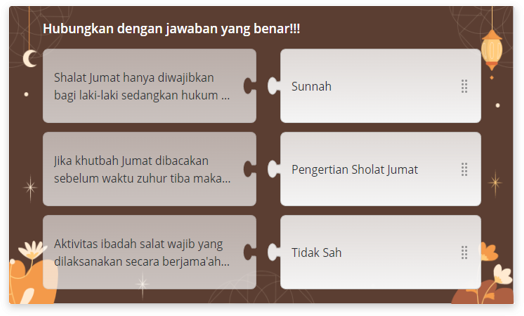 Hubungkan dengan jawaban yang benar!!!
Shalat Jumat hanya diwajibkan
bagi laki-laki sedangkan hukum ...
Sunnah
Jika khutbah Jumat dibacakan
sebelum waktu zuhur tiba maka...
Pengertian Sholat Jumat
Aktivitas ibadah salat wajib yang
dilaksanakan secara berjama'ah...
Tidak Sah